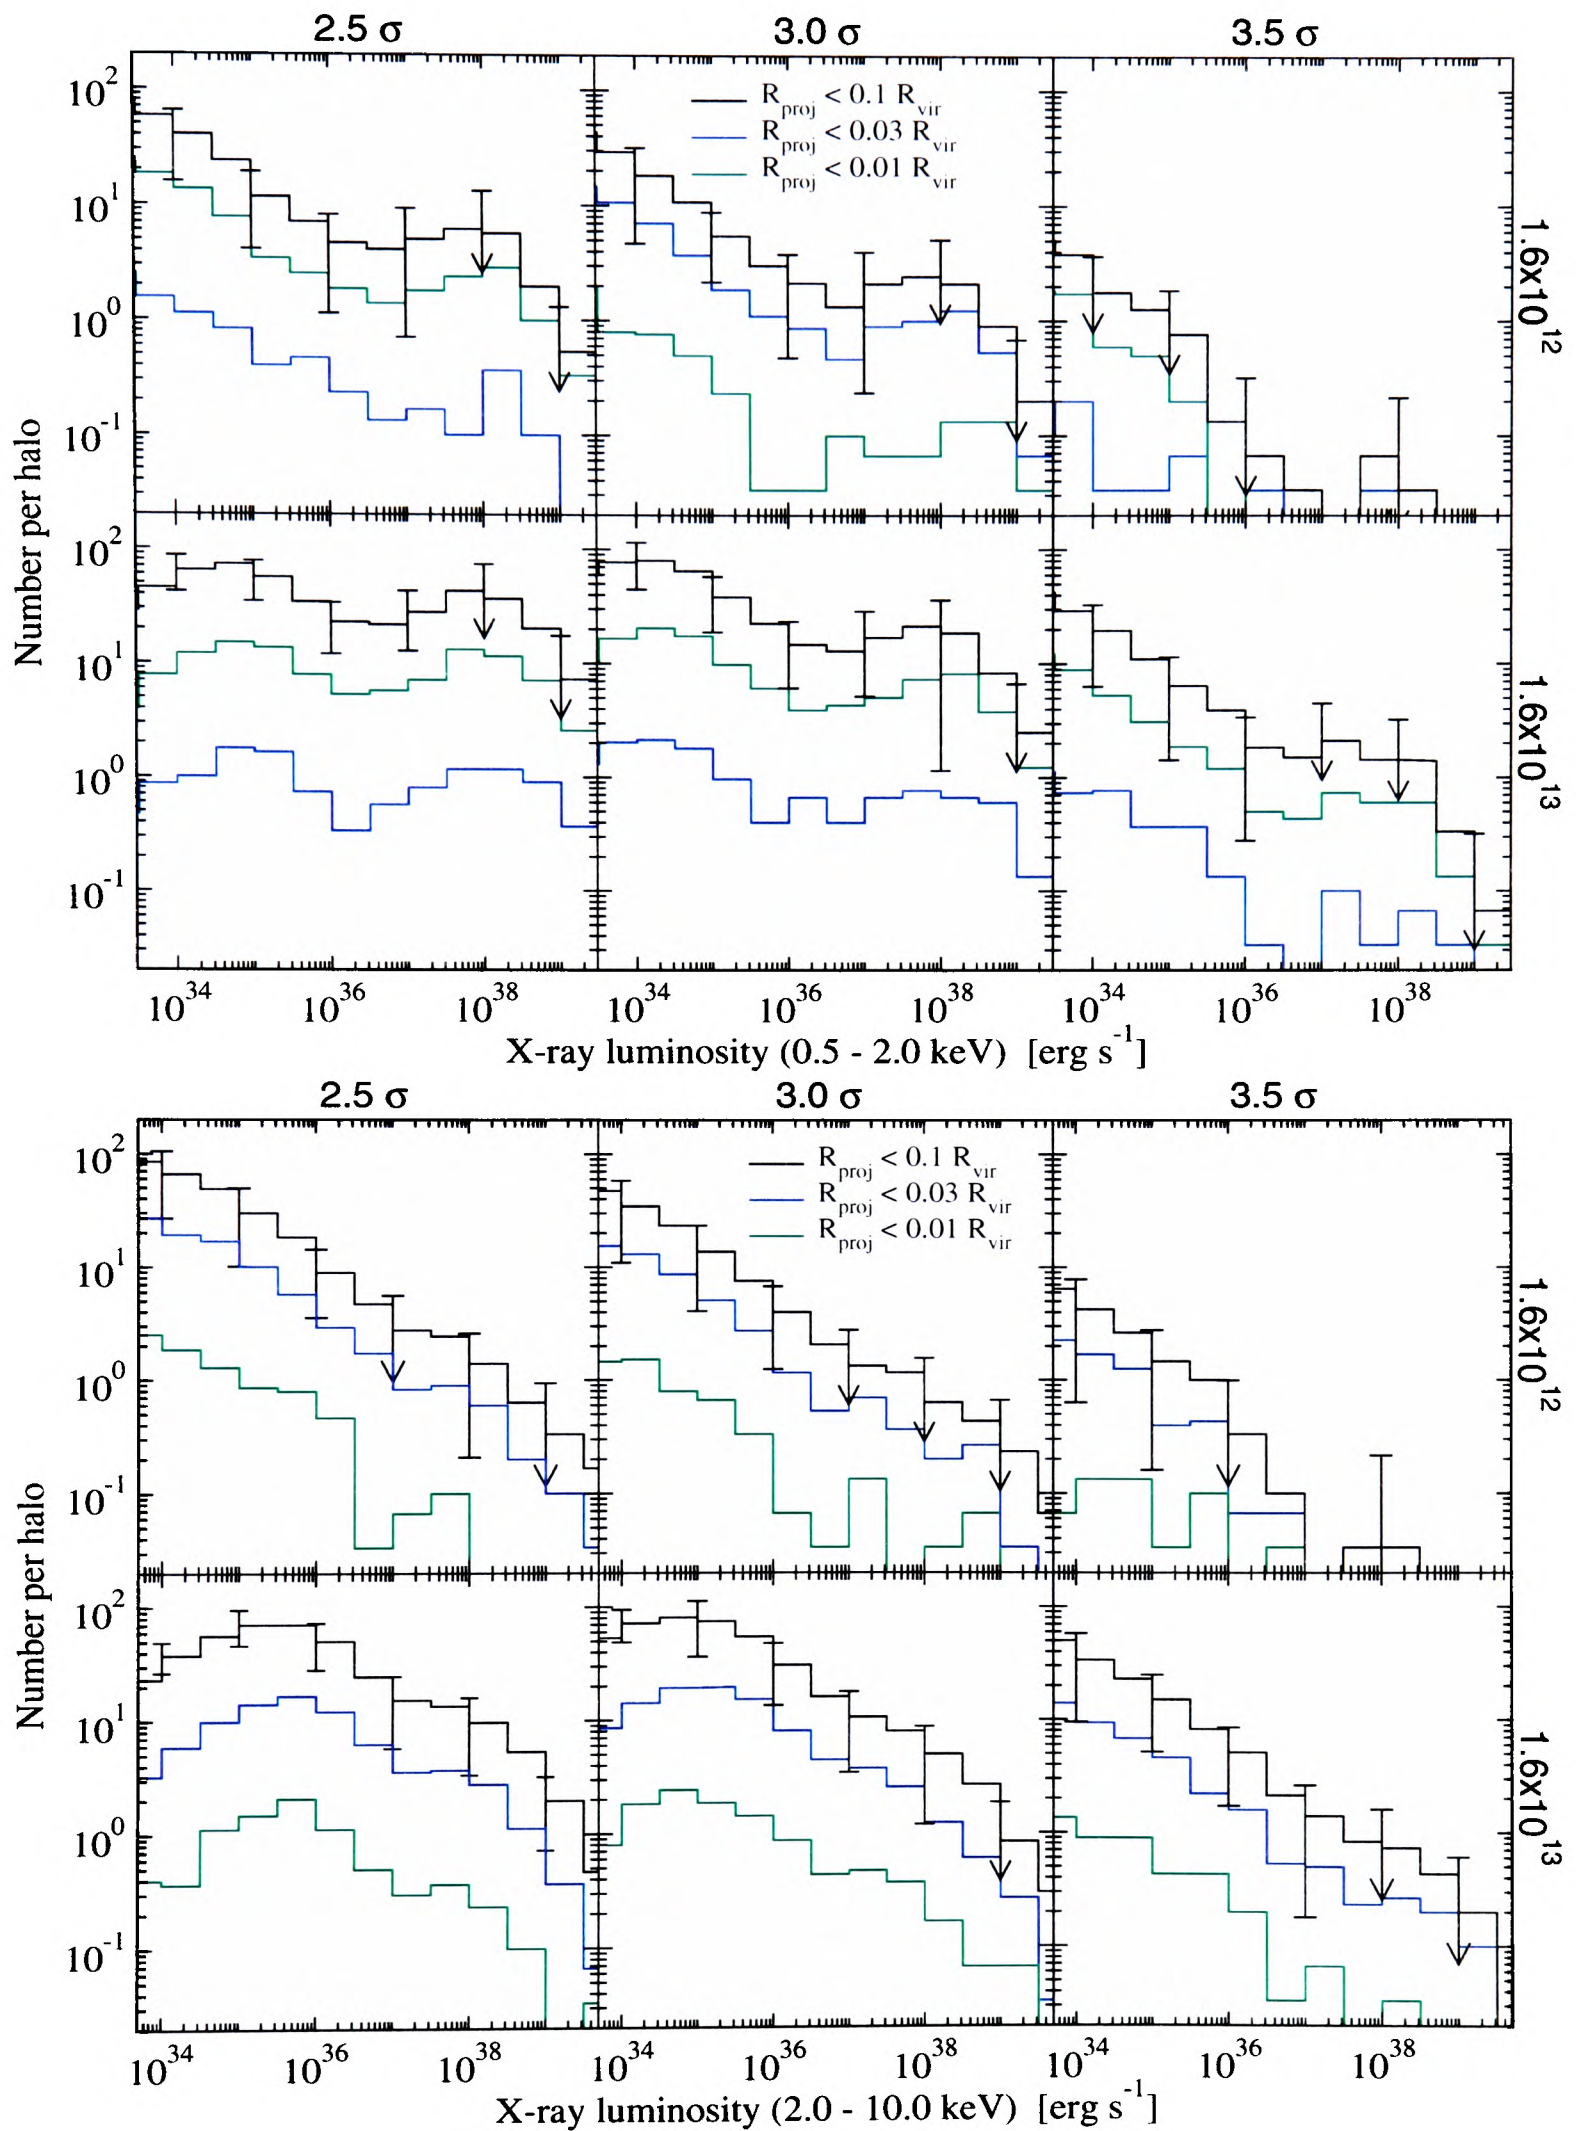 2.5 σ 3.0 σ 3.5 σ
R_proj < 0.1 R_vir
R_proj < 0.03 R_vir
R_proj < 0.01 R_vir
10^2
10^1
10^0
10^-1
1.6x10^12
Number per halo
10^2
10^1
10^0
10^-1
1.6x10^13
10^34 10^36 10^38 10^34 10^36 10^38 10^34 10^36 10^38
X-ray luminosity (0.5 - 2.0 keV) [erg s^-1]
2.5 σ 3.0 σ 3.5 σ
R_proj < 0.1 R_vir
R_proj < 0.03 R_vir
R_proj < 0.01 R_vir
10^2
10^1
10^0
10^-1
1.6x10^12
Number per halo
10^2
10^1
10^0
10^-1
1.6x10^13
10^34 10^36 10^38 10^34 10^36 10^38 10^34 10^36 10^38
X-ray luminosity (2.0 - 10.0 keV) [erg s^-1]